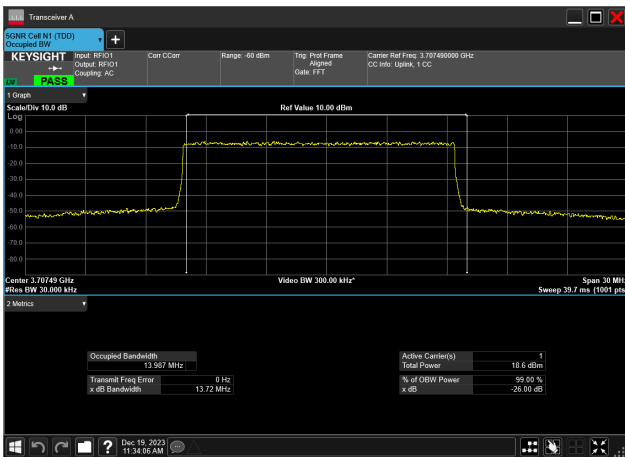 Transceiver A
5GNR Cell N1 (TDD)
Occupied BW
KEYSIGHT
LXI
PASS
Input: RFIO1
Output: RFIO1
Coupling: AC
Corr CCorr
Range: -60 dBm
Trig: Prot Frame
Aligned
Gate: FFT
Carrier Ref Freq: 3.707490000 GHz
CC Info: Uplink, 1 CC
1 Graph
Scale/Div 10.0 dB
Ref Value 10.00 dBm
Log
0.00
-10.0
-20.0
-30.0
-40.0
-50.0
-60.0
-70.0
-80.0
Center 3.70749 GHz
Video BW 300.00 kHz*
Span 30 MHz
#Res BW 30.000 kHz
Sweep 39.7 ms (1001 pts
2 Metrics
Occupied Bandwidth
13.987 MHz
Transmit Freq Error 0 Hz
x dB Bandwidth 13.72 MHz
Active Carrier(s) 1
Total Power 18.6 dBm
% of OBW Power 99.00 %
x dB -26.00 dB
Dec 19, 2023
11:34:06 AM